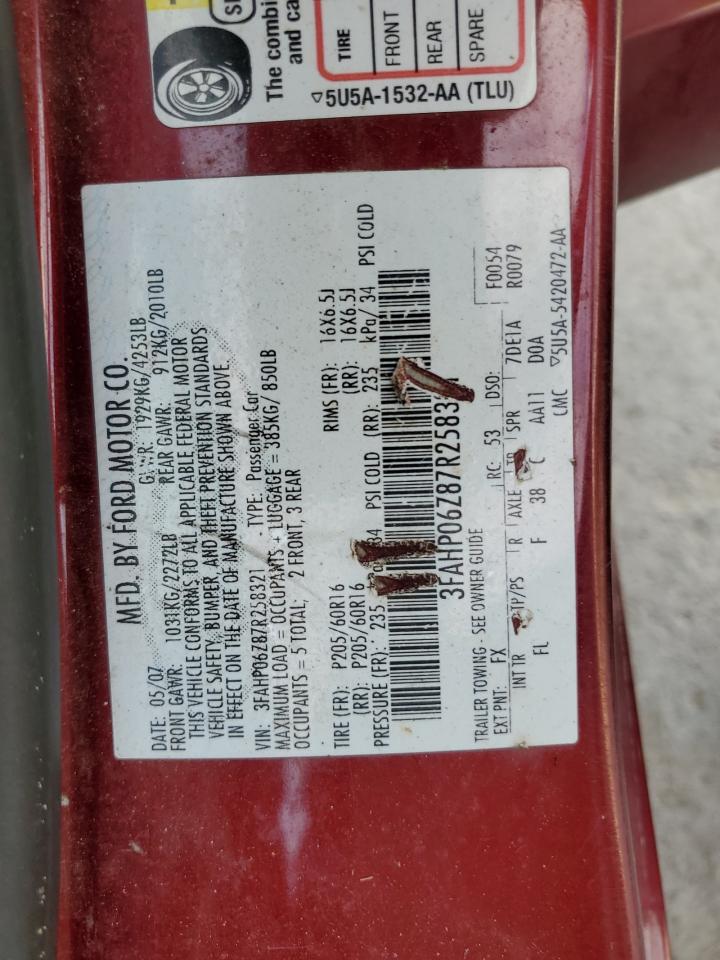 The combi
and ca
TIRE
FRONT
REAR
SPARE
5U5A-1532-AA (TLU)
MFD. BY FORD MOTOR CO.
DATE: 05/07 GVWR: 1929KG/4253LB
FRONT GAWR: 1031KG/2272LB REAR GAWR: 912KG/2010LB
THIS VEHICLE CONFORMS TO ALL APPLICABLE FEDERAL MOTOR
VEHICLE SAFETY, BUMPER, AND THEFT PREVENTION STANDARDS
IN EFFECT ON THE DATE OF MANUFACTURE SHOWN ABOVE.
VIN: 3FAHP06Z87R258321 TYPE: Passenger Car
MAXIMUM LOAD = OCCUPANTS + LUGGAGE = 385KG/ 850LB
OCCUPANTS = 5 TOTAL; 2 FRONT, 3 REAR
TIRE (FR): P205/60R16 RIMS (FR): 16X6.5J
(RR): P205/60R16 (RR): 16X6.5J
PRESSURE (FR): 235 34 PSI COLD (RR): 235 kPa/ 34 PSI COLD
3FAHP06Z87R2583
TRAILER TOWING - SEE OWNER GUIDE
EXT PNT: FX RC: 53 DSO: F0054
INT TR TP/PS R AXLE TR SPR 7DE1A R0079
FL F 38 C AA11 D0A
CMC 5U5A-5420472-AA